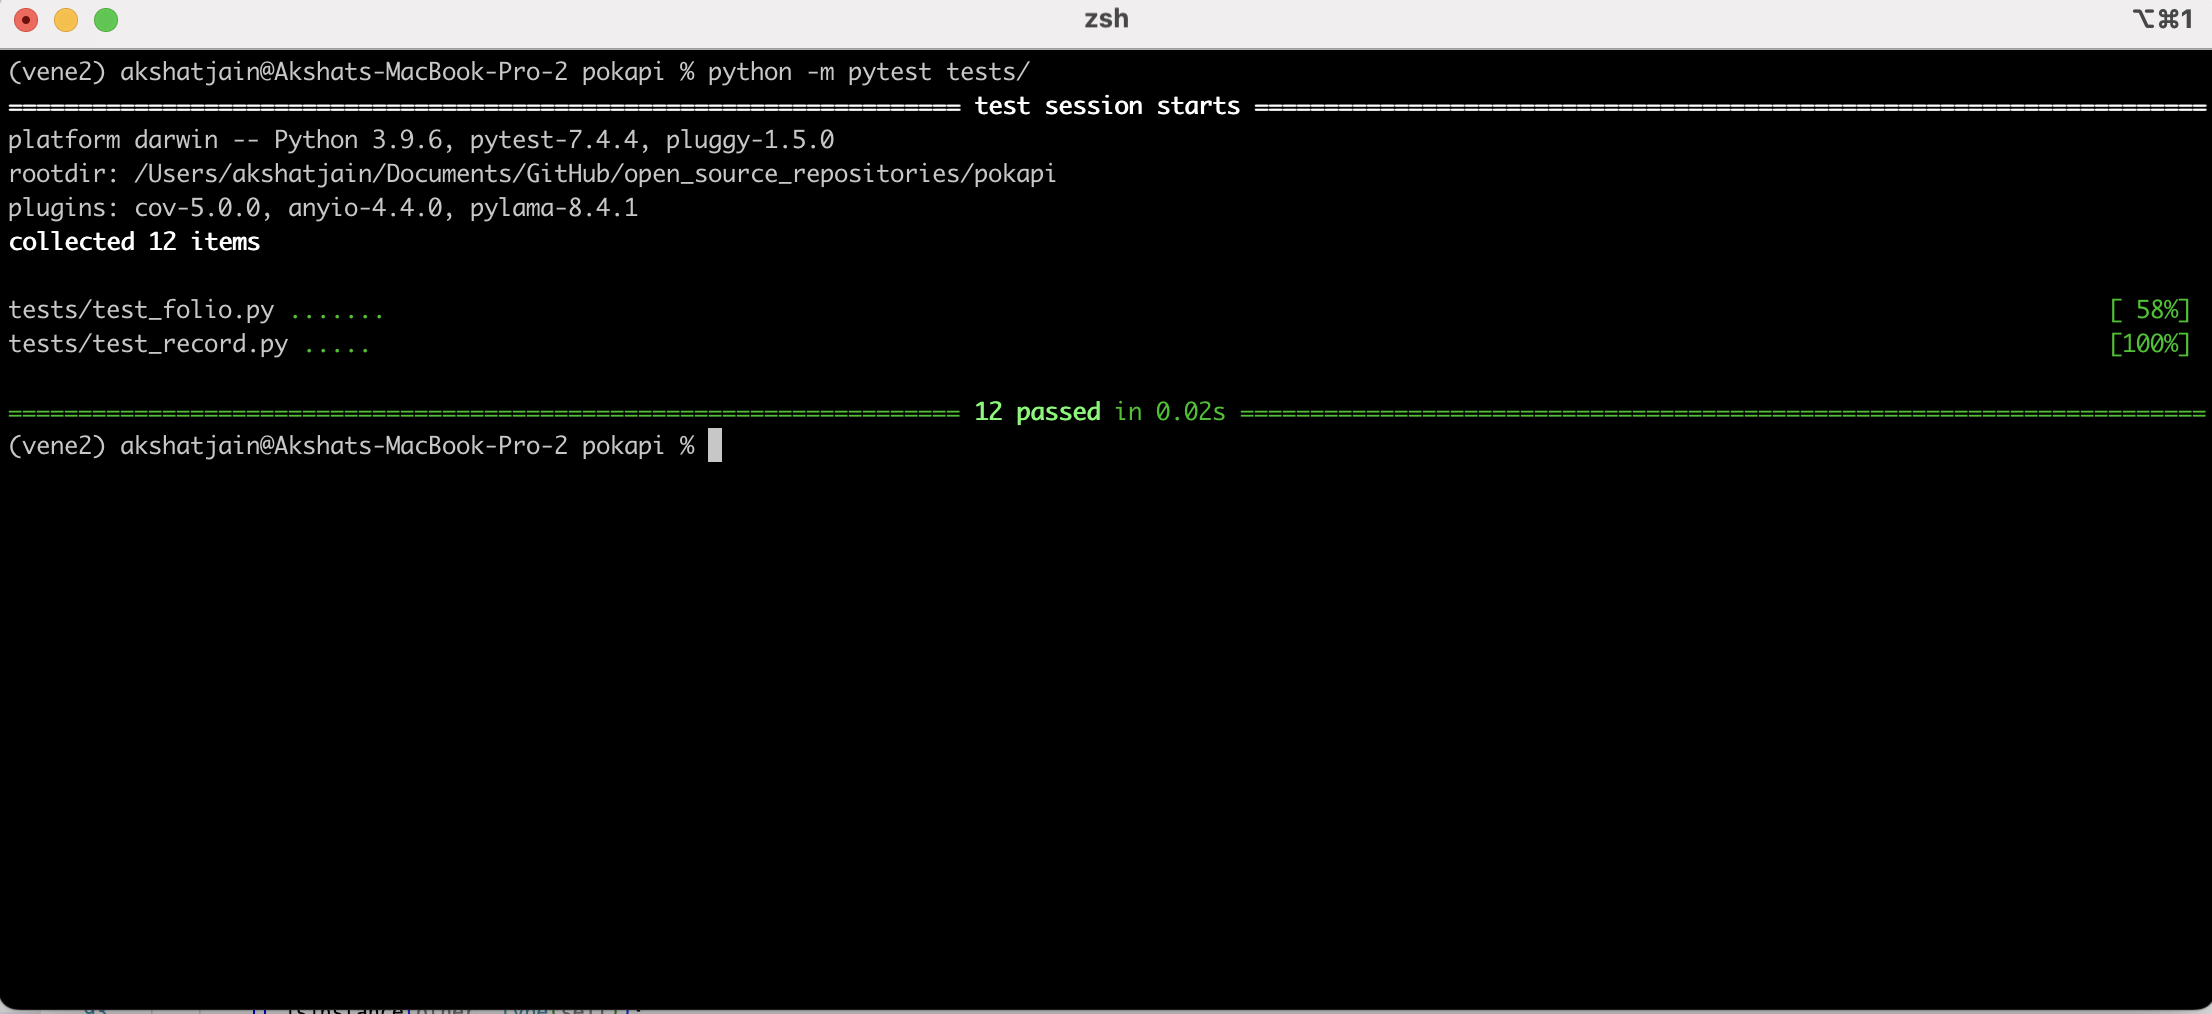 zsh
⌥⌘1
(vene2) akshatjain@Akshats-MacBook-Pro-2 pokapi % python -m pytest tests/
==================================================================== test session starts ====================================================================
platform darwin -- Python 3.9.6, pytest-7.4.4, pluggy-1.5.0
rootdir: /Users/akshatjain/Documents/GitHub/open_source_repositories/pokapi
plugins: cov-5.0.0, anyio-4.4.0, pylama-8.4.1
collected 12 items
tests/test_folio.py ....... [ 58%]
tests/test_record.py ..... [100%]
==================================================================== 12 passed in 0.02s =====================================================================
(vene2) akshatjain@Akshats-MacBook-Pro-2 pokapi %